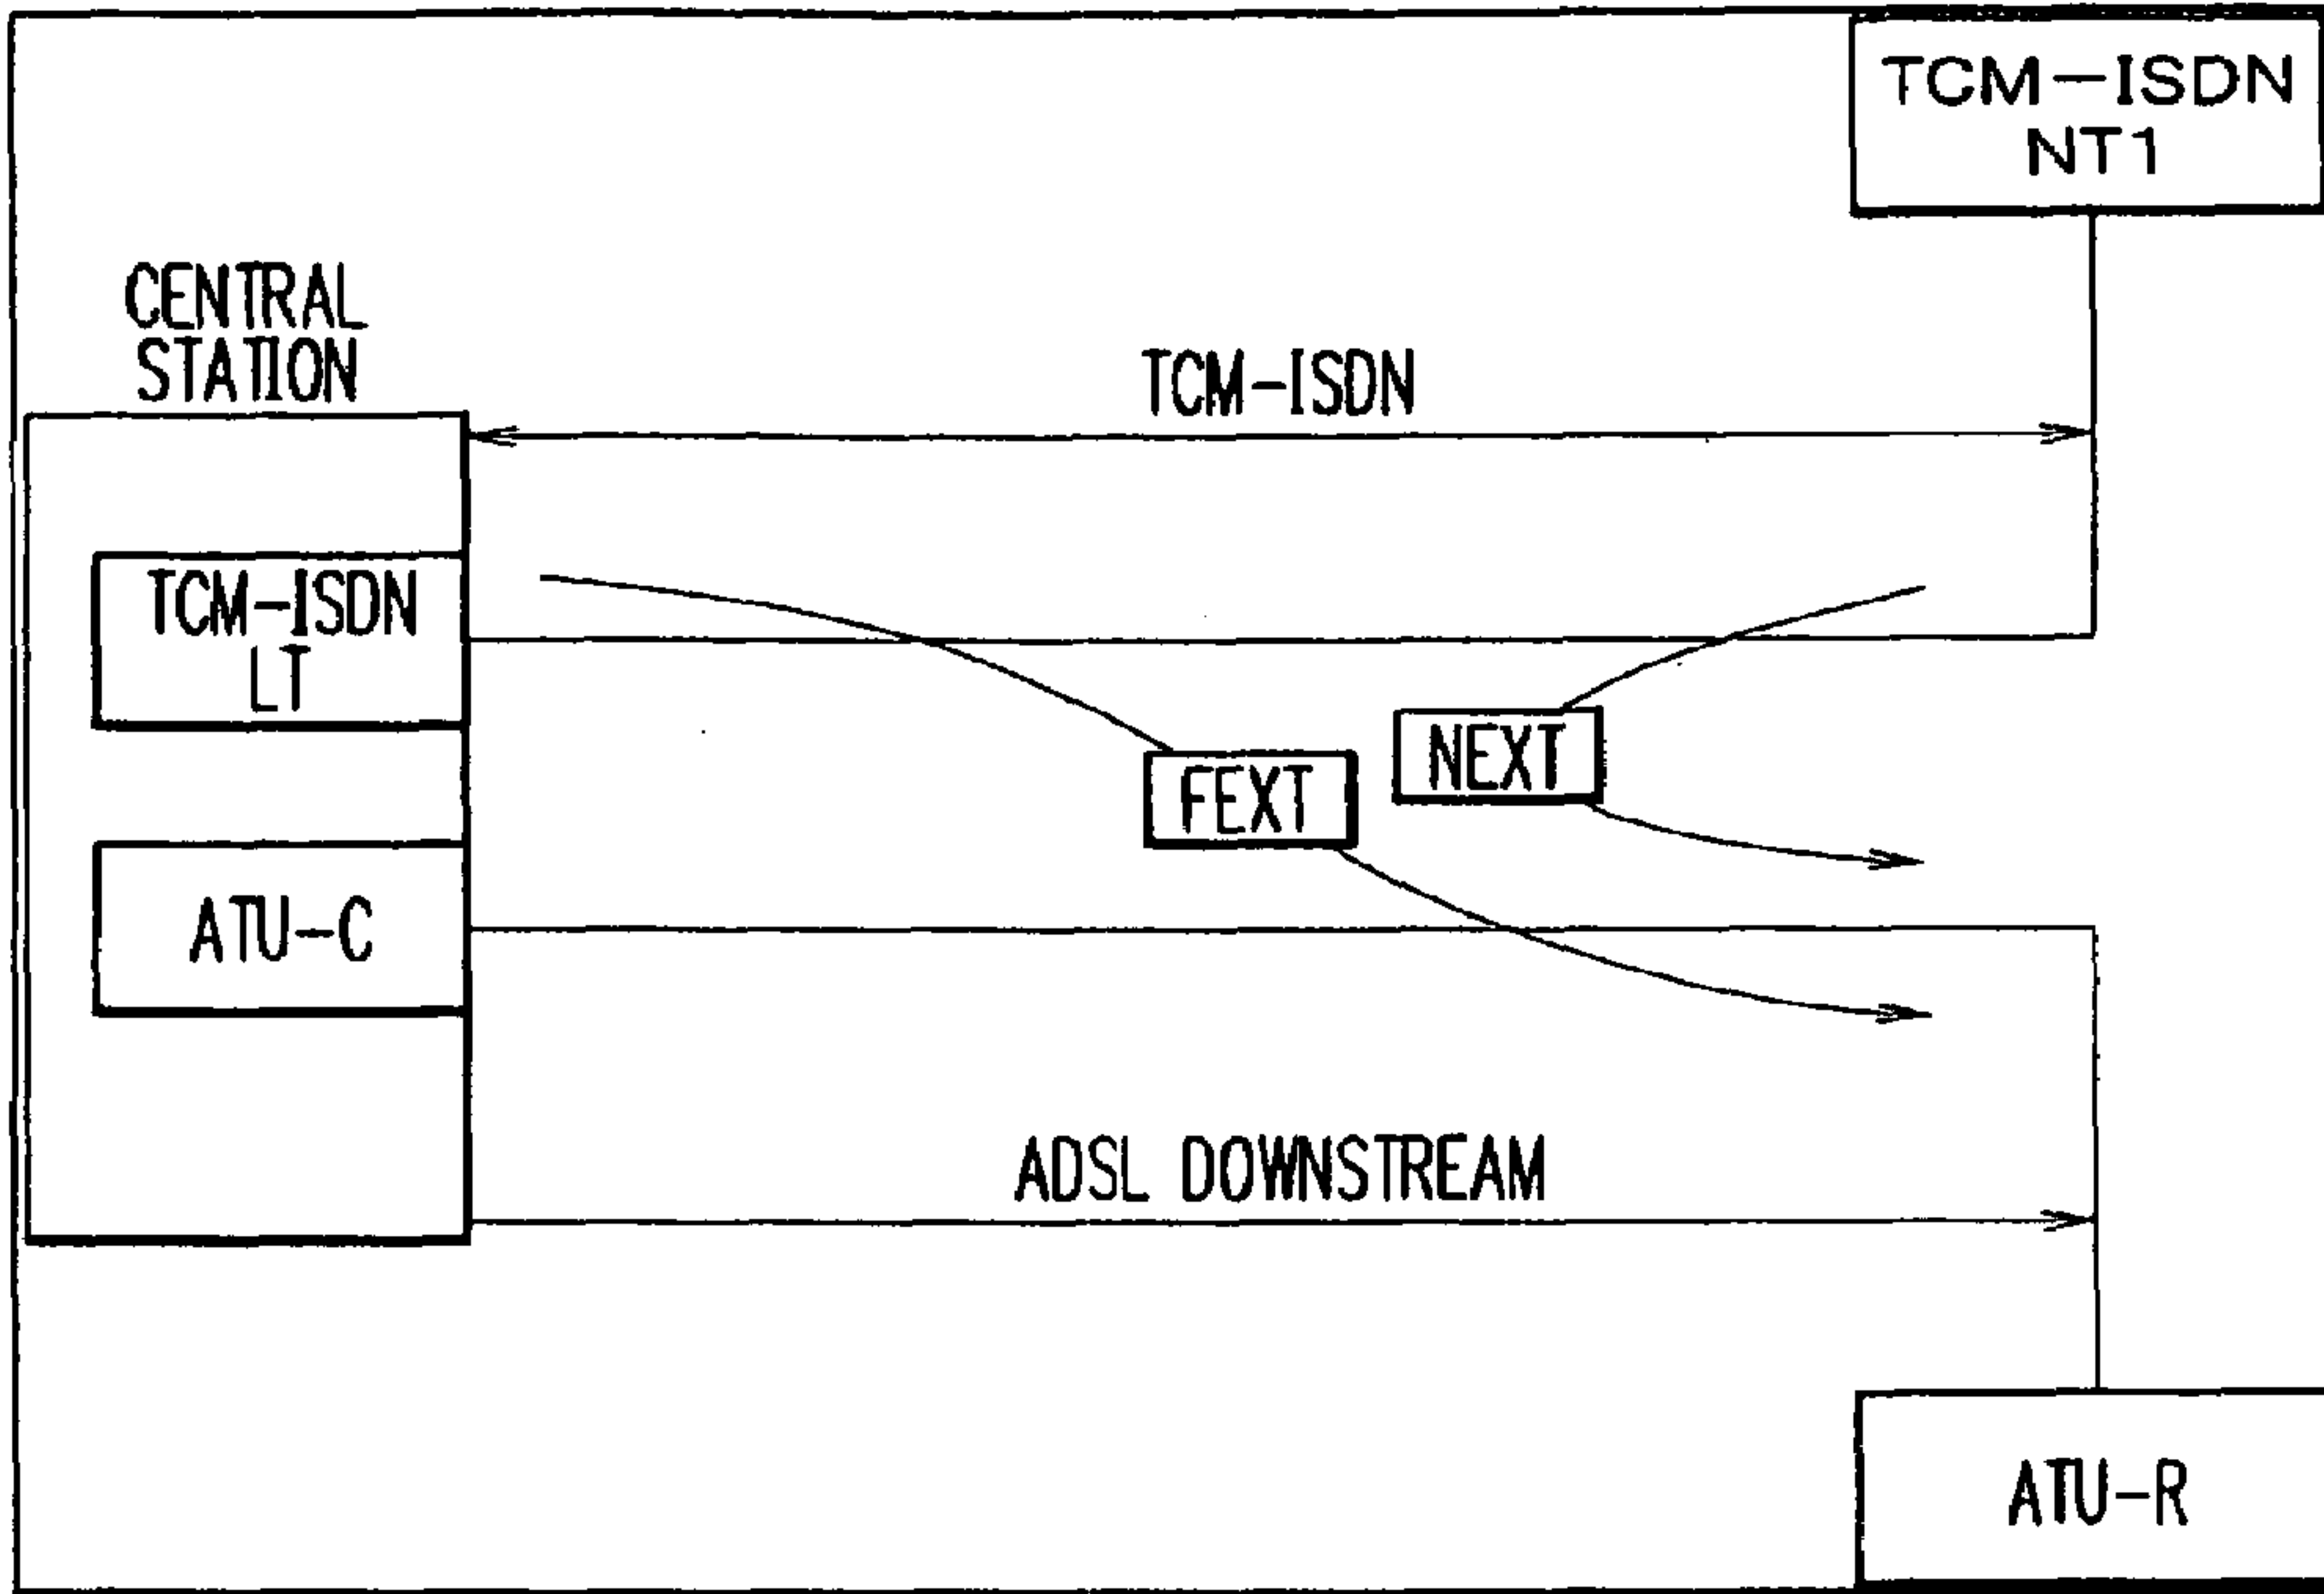 TCM-ISDN
NT1
CENTRAL
STATION
TCM-ISDN
TCM-ISDN
LT
NEXT
FEXT
ATU-C
ADSL DOWNSTREAM
ATU-R